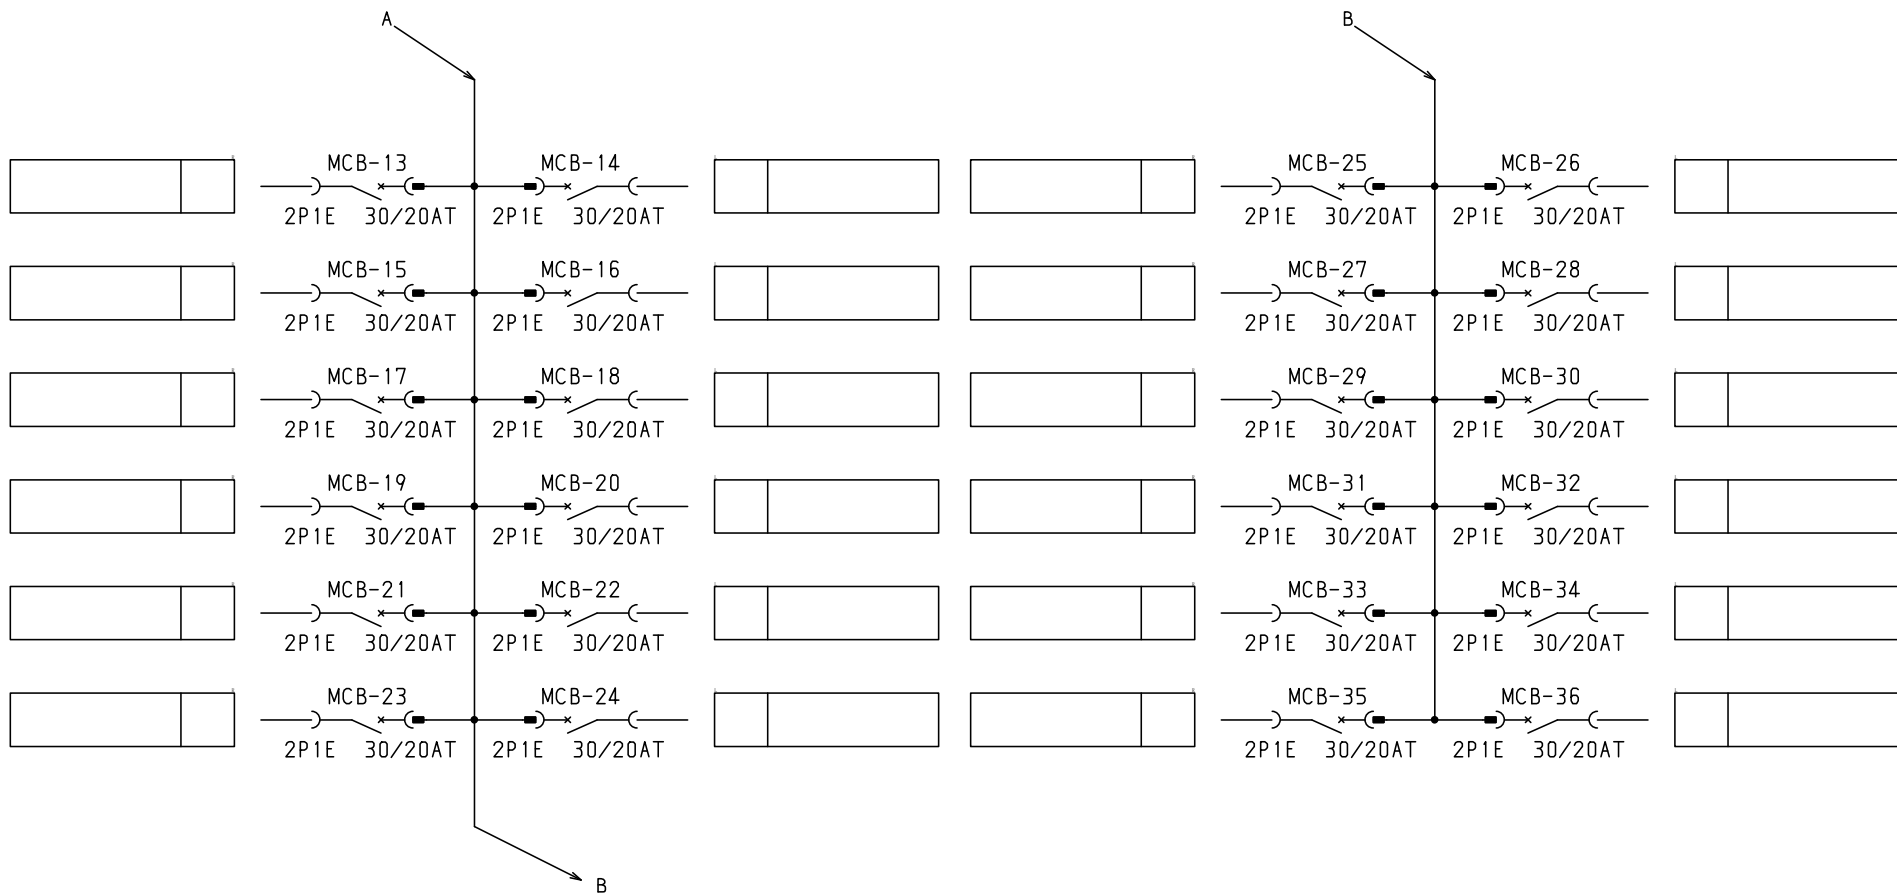 A
B
MCB-13 MCB-14 MCB-25 MCB-26
2P1E 30/20AT 2P1E 30/20AT 2P1E 30/20AT 2P1E 30/20AT
MCB-15 MCB-16 MCB-27 MCB-28
2P1E 30/20AT 2P1E 30/20AT 2P1E 30/20AT 2P1E 30/20AT
MCB-17 MCB-18 MCB-29 MCB-30
2P1E 30/20AT 2P1E 30/20AT 2P1E 30/20AT 2P1E 30/20AT
MCB-19 MCB-20 MCB-31 MCB-32
2P1E 30/20AT 2P1E 30/20AT 2P1E 30/20AT 2P1E 30/20AT
MCB-21 MCB-22 MCB-33 MCB-34
2P1E 30/20AT 2P1E 30/20AT 2P1E 30/20AT 2P1E 30/20AT
MCB-23 MCB-24 MCB-35 MCB-36
2P1E 30/20AT 2P1E 30/20AT 2P1E 30/20AT 2P1E 30/20AT
B